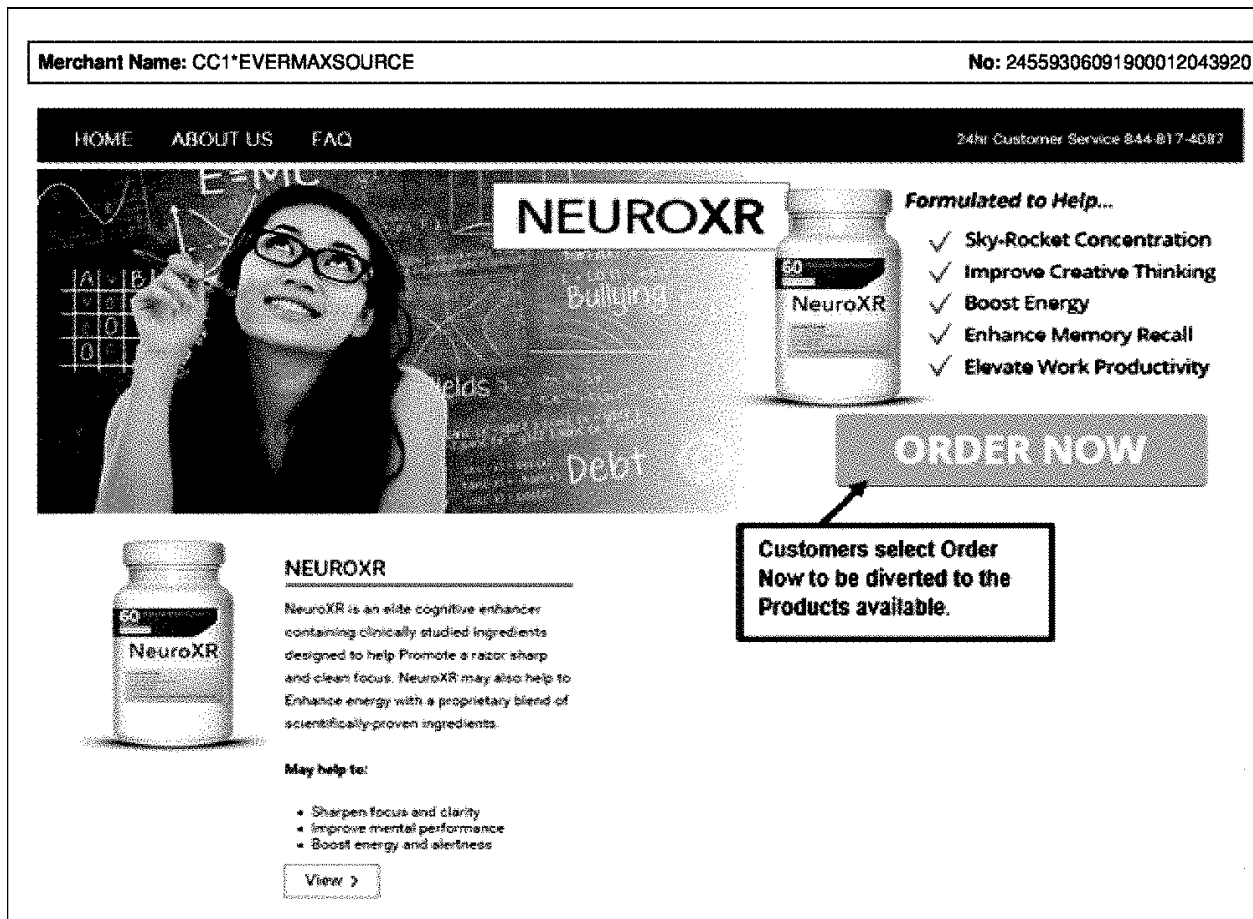 Merchant Name: CC1*EVERMAXSOURCE No: 24559306091900012043920
HOME ABOUT US FAQ 24hr Customer Service 844-817-4087
E=MC
NEUROXR
Formulated to Help...
Sky-Rocket Concentration
Improve Creative Thinking
Boost Energy
Enhance Memory Recall
Elevate Work Productivity
60
NeuroXR
Bullying
Debt
ORDER NOW
Customers select Order
Now to be diverted to the
Products available.
60
NeuroXR
NEUROXR
NeuroXR is an elite cognitive enhancer
containing clinically studied ingredients
designed to help Promote a razor sharp
and clean focus. NeuroXR may also help to
Enhance energy with a proprietary blend of
scientifically-proven ingredients.
May help to:
Sharpen focus and clarity
Improve mental performance
Boost energy and alertness
View >